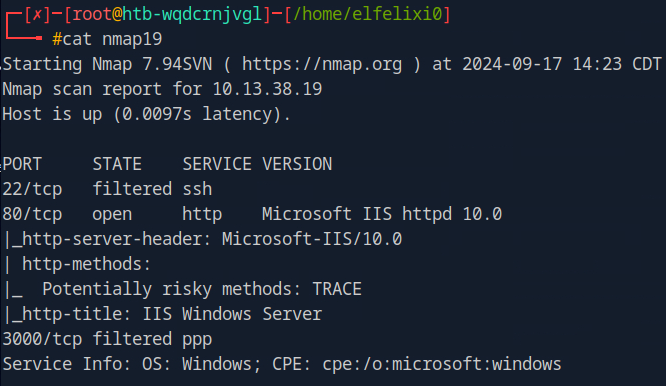 [✗]─[root@htb-wqdcrnjvgl]─[/home/elfelixi0]
#cat nmap19
Starting Nmap 7.94SVN ( https://nmap.org ) at 2024-09-17 14:23 CDT
Nmap scan report for 10.13.38.19
Host is up (0.0097s latency).
PORT     STATE    SERVICE VERSION
22/tcp   filtered ssh
80/tcp   open     http    Microsoft IIS httpd 10.0
|_http-server-header: Microsoft-IIS/10.0
| http-methods:
|_  Potentially risky methods: TRACE
|_http-title: IIS Windows Server
3000/tcp filtered ppp
Service Info: OS: Windows; CPE: cpe:/o:microsoft:windows